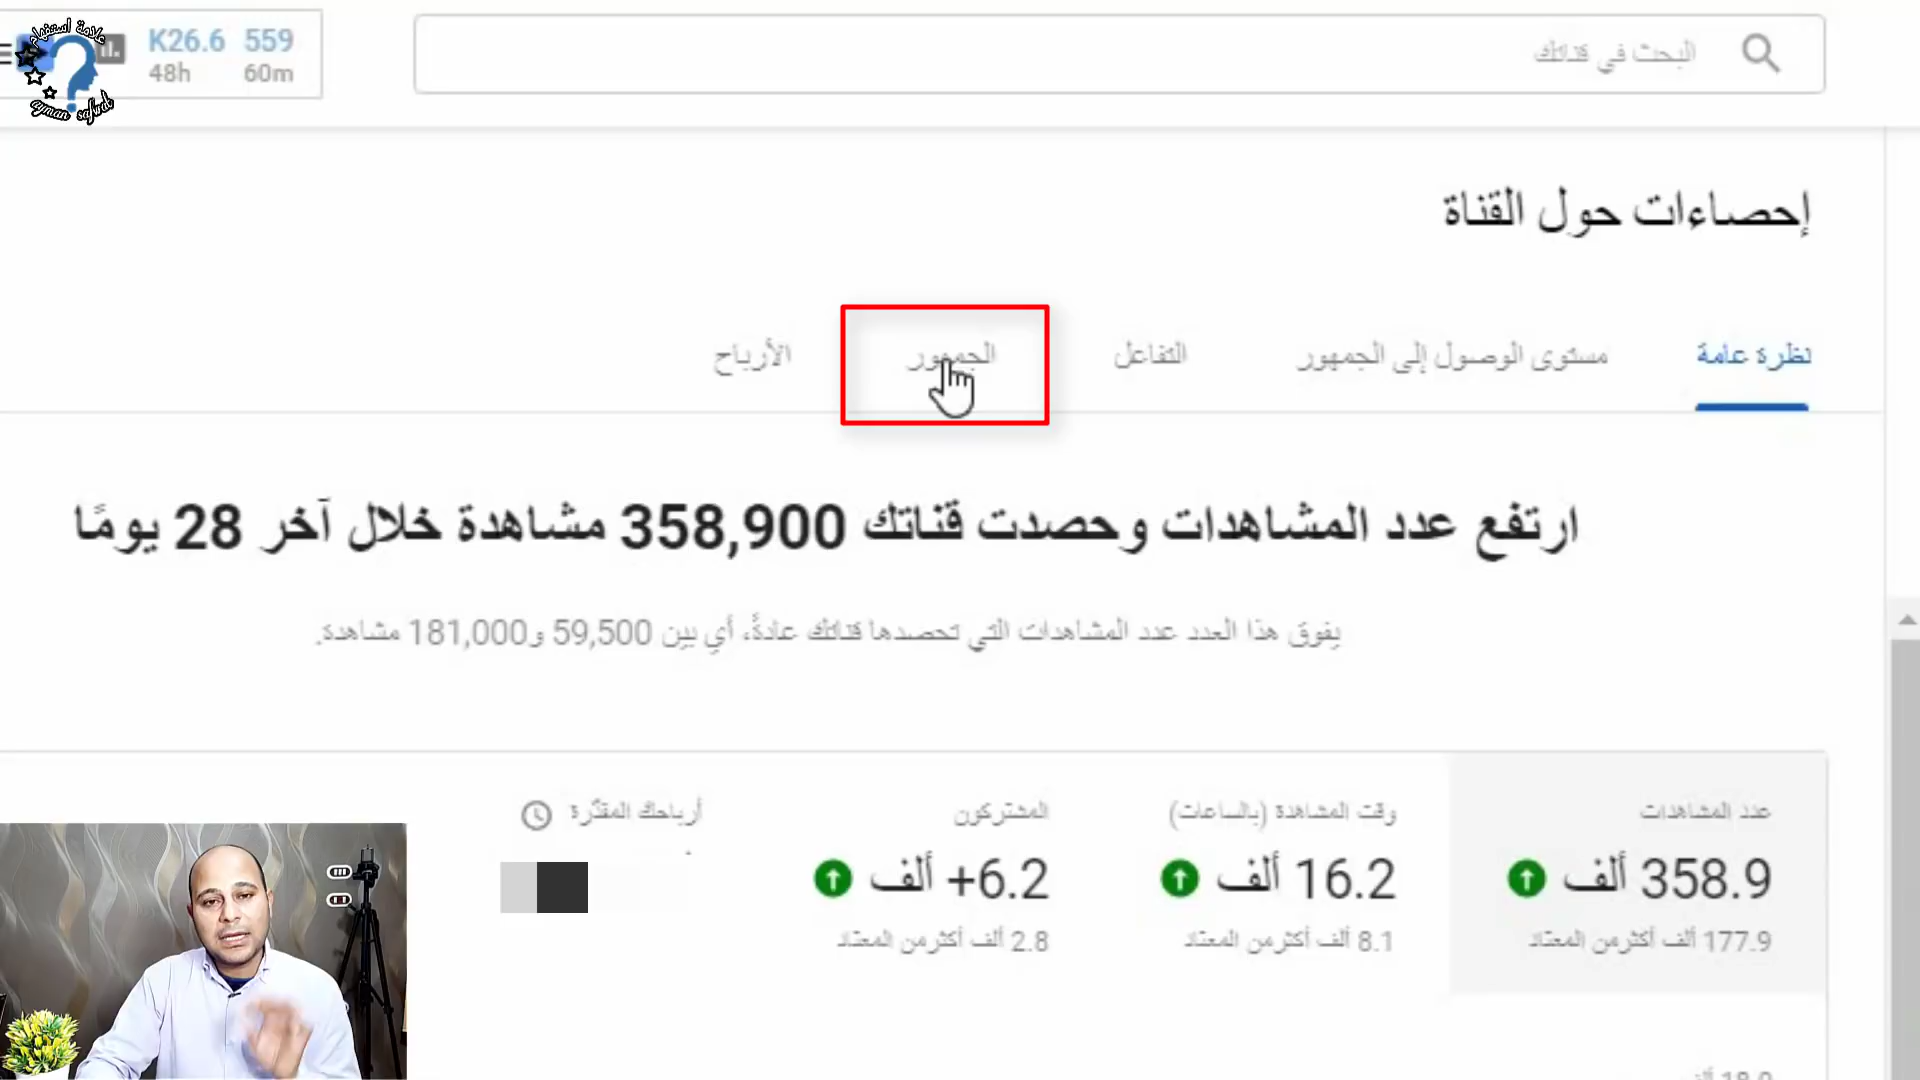 علامة استفهام
ayman safwat
K26.6 559
48h 60m
البحث في قناتك
إحصاءات حول القناة
نظرة عامة
مستوى الوصول إلى الجمهور
التفاعل
الجمهور
الأرباح
ارتفع عدد المشاهدات وحصدت قناتك 358,900 مشاهدة خلال آخر 28 يومًا
يفوق هذا العدد عدد المشاهدات التي تحصدها قناتك عادةً، أي بين 59,500 و181,000 مشاهدة.
عدد المشاهدات
358.9 ألف
177.9 ألف أكثر من المعتاد
وقت المشاهدة (بالساعات)
16.2 ألف
8.1 ألف أكثر من المعتاد
المشتركون
+6.2 ألف
2.8 ألف أكثر من المعتاد
أرباحك المقدّرة